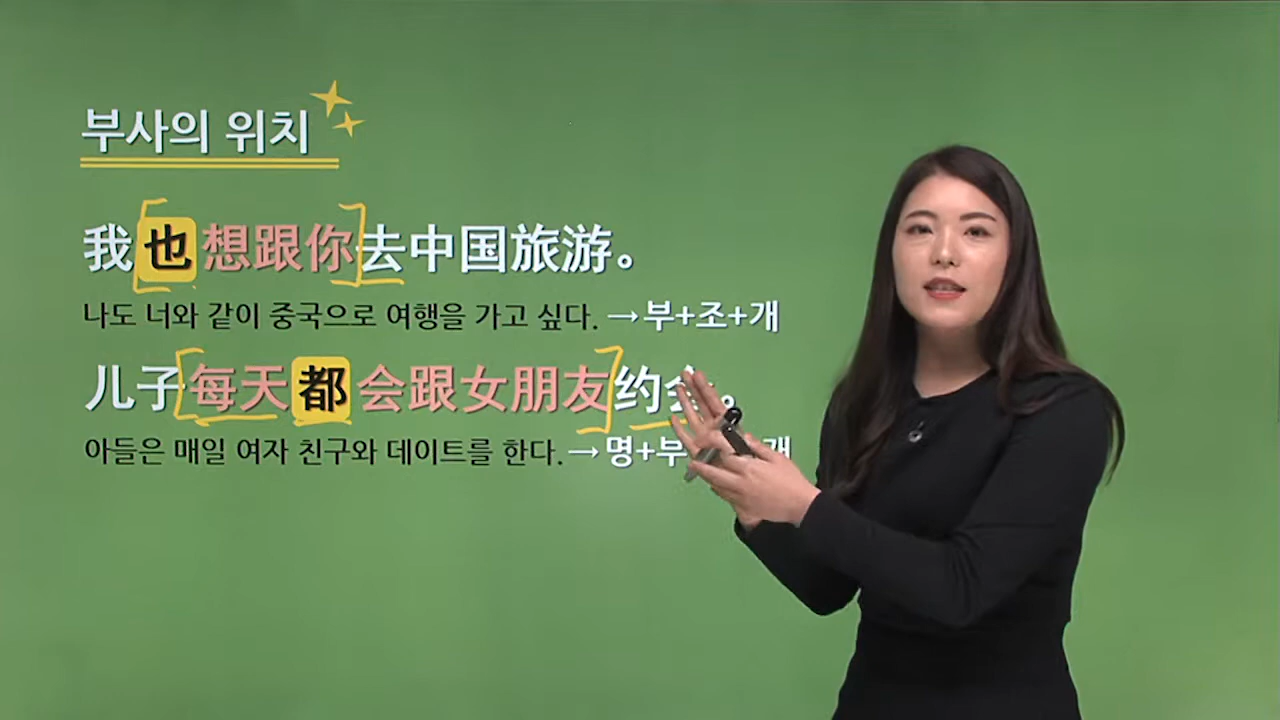 부사의 위치
我也想跟你去中国旅游。
나도 너와 같이 중국으로 여행을 가고 싶다. →부+조+개
儿子每天都会跟女朋友约会。
아들은 매일 여자 친구와 데이트를 한다.→ 명+부 개